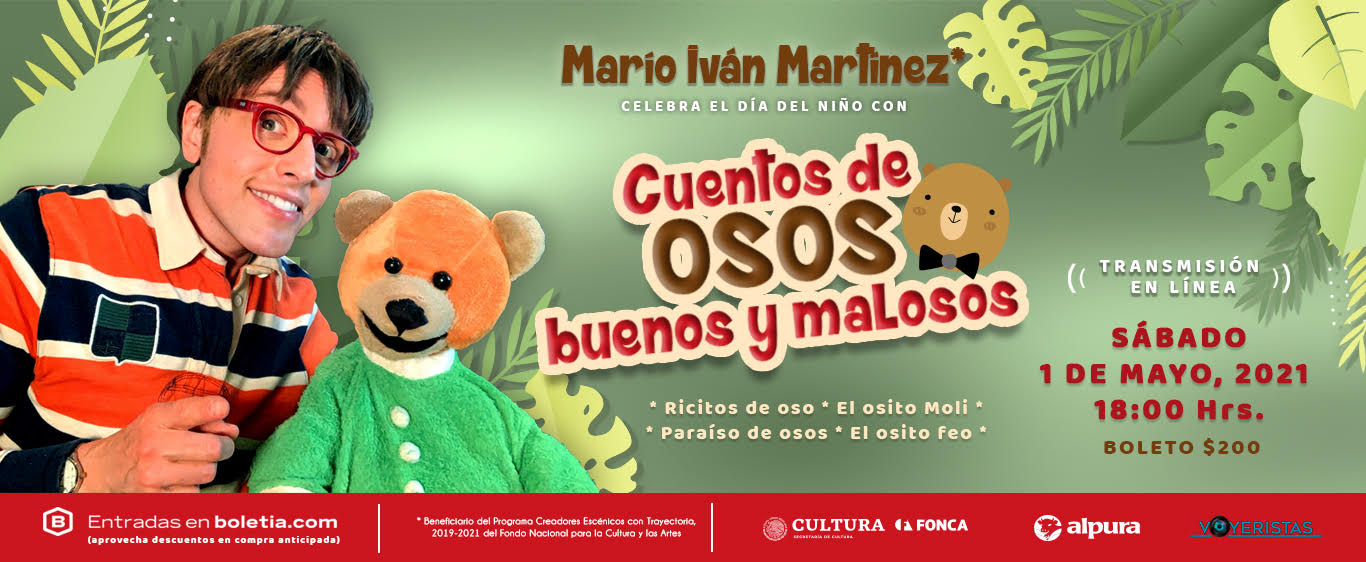 Marío Iván Martínez*
CELEBRA EL DÍA DEL NIÑO CON
Cuentos de
OSOS
buenos y maLosos
* Ricitos de oso * El osito Moli *
* Paraíso de osos * El osito feo *
TRANSMISIÓN
EN LÍNEA
SÁBADO
1 DE MAYO, 2021
18:00 Hrs.
BOLETO $200
B Entradas en boletia.com
(aprovecha descuentos en compra anticipada)
* Beneficiario del Programa Creadores Escénicos con Trayectoria,
2019-2021 del Fondo Nacional para la Cultura y las Artes
CULTURA
SECRETARÍA DE CULTURA
FONCA
alpura
VOYERISTAS